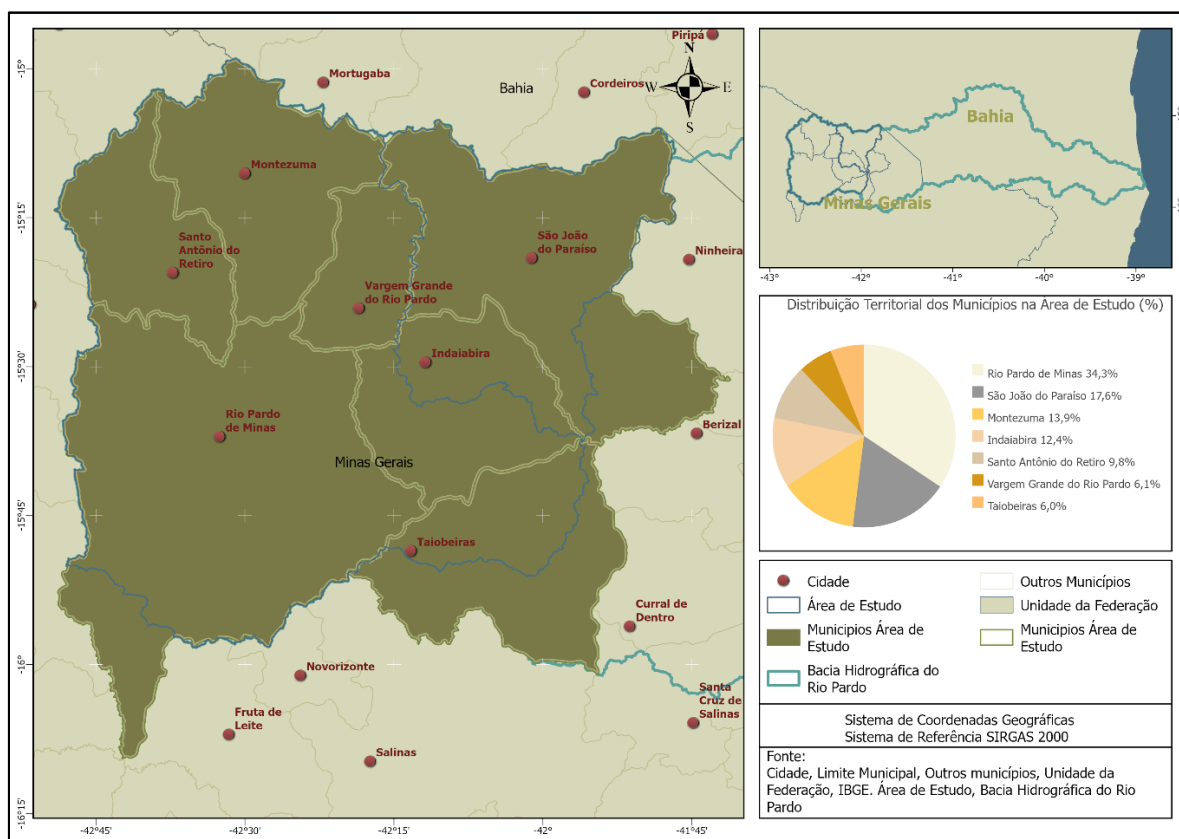 Piripá
Mortugaba
Bahia
Cordeiros
N
W
E
S
Montezuma
Santo
Antônio do
Retiro
São João
do Paraíso
Ninheira
Vargem Grande
do Rio Pardo
Indaiabira
Rio Pardo
de Minas
Berizal
Minas Gerais
Taiobeiras
Curral de
Dentro
Novorizonte
Santa
Cruz de
Salinas
Fruta de
Leite
Salinas
-15°
-15°15'
-15°30'
-15°45'
-16°
-16°15'
-42°45'
-42°30'
-42°15'
-42°
-41°45'
Bahia
Minas Gerais
-43°
-42°
-41°
-40°
-39°
Distribuição Territorial dos Municípios na Área de Estudo (%)
Rio Pardo de Minas 34,3%
São João do Paraíso 17,6%
Montezuma 13,9%
Indaiabira 12,4%
Santo Antônio do Retiro 9,8%
Vargem Grande do Rio Pardo 6,1%
Taiobeiras 6,0%
Cidade
Área de Estudo
Municipios Área de
Estudo
Bacia Hidrográfica do
Rio Pardo
Outros Municípios
Unidade da Federação
Municipios Área de
Estudo
Sistema de Coordenadas Geográficas
Sistema de Referência SIRGAS 2000
Fonte:
Cidade, Limite Municipal, Outros municípios, Unidade da
Federação, IBGE. Área de Estudo, Bacia Hidrográfica do Rio
Pardo